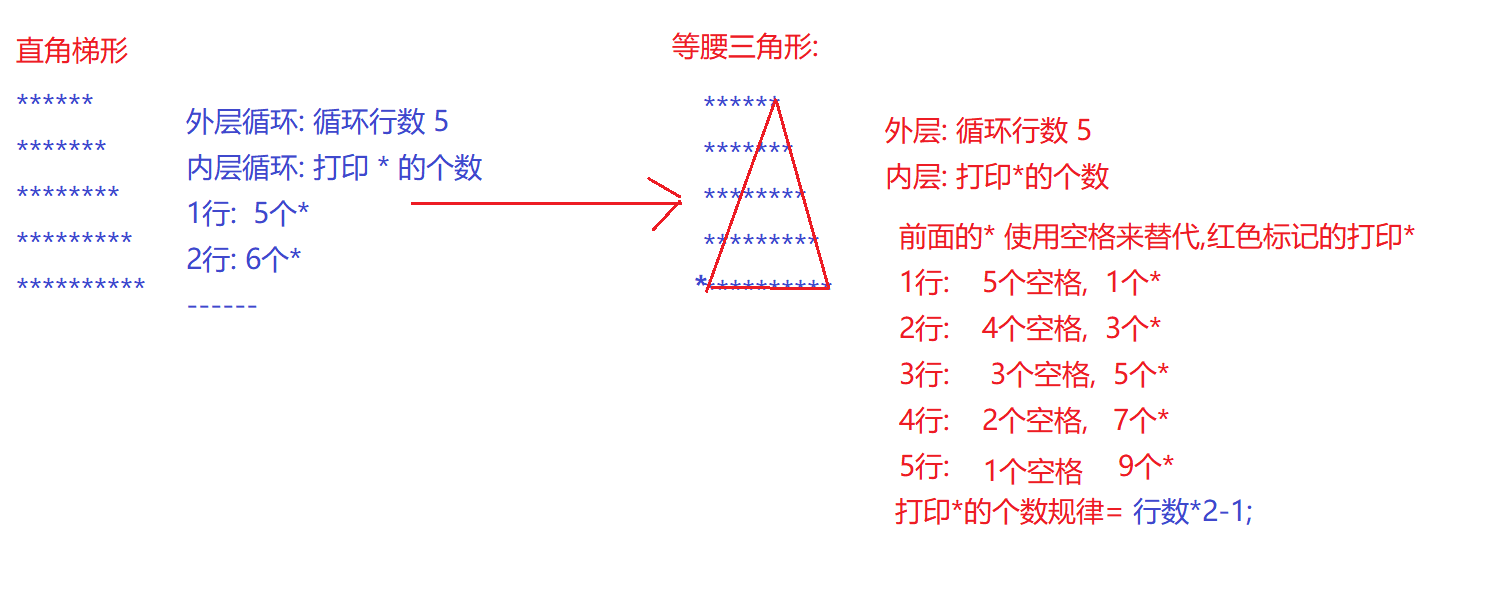 直角梯形
******
*******
********
*********
**********
外层循环: 循环行数 5
内层循环: 打印 * 的个数
1行: 5个*
2行: 6个*
------
等腰三角形:
******
*******
********
*********
***********
外层: 循环行数 5
内层: 打印*的个数
前面的* 使用空格来替代,红色标记的打印*
1行: 5个空格, 1个*
2行: 4个空格, 3个*
3行: 3个空格, 5个*
4行: 2个空格, 7个*
5行: 1个空格 9个*
打印*的个数规律= 行数*2-1;